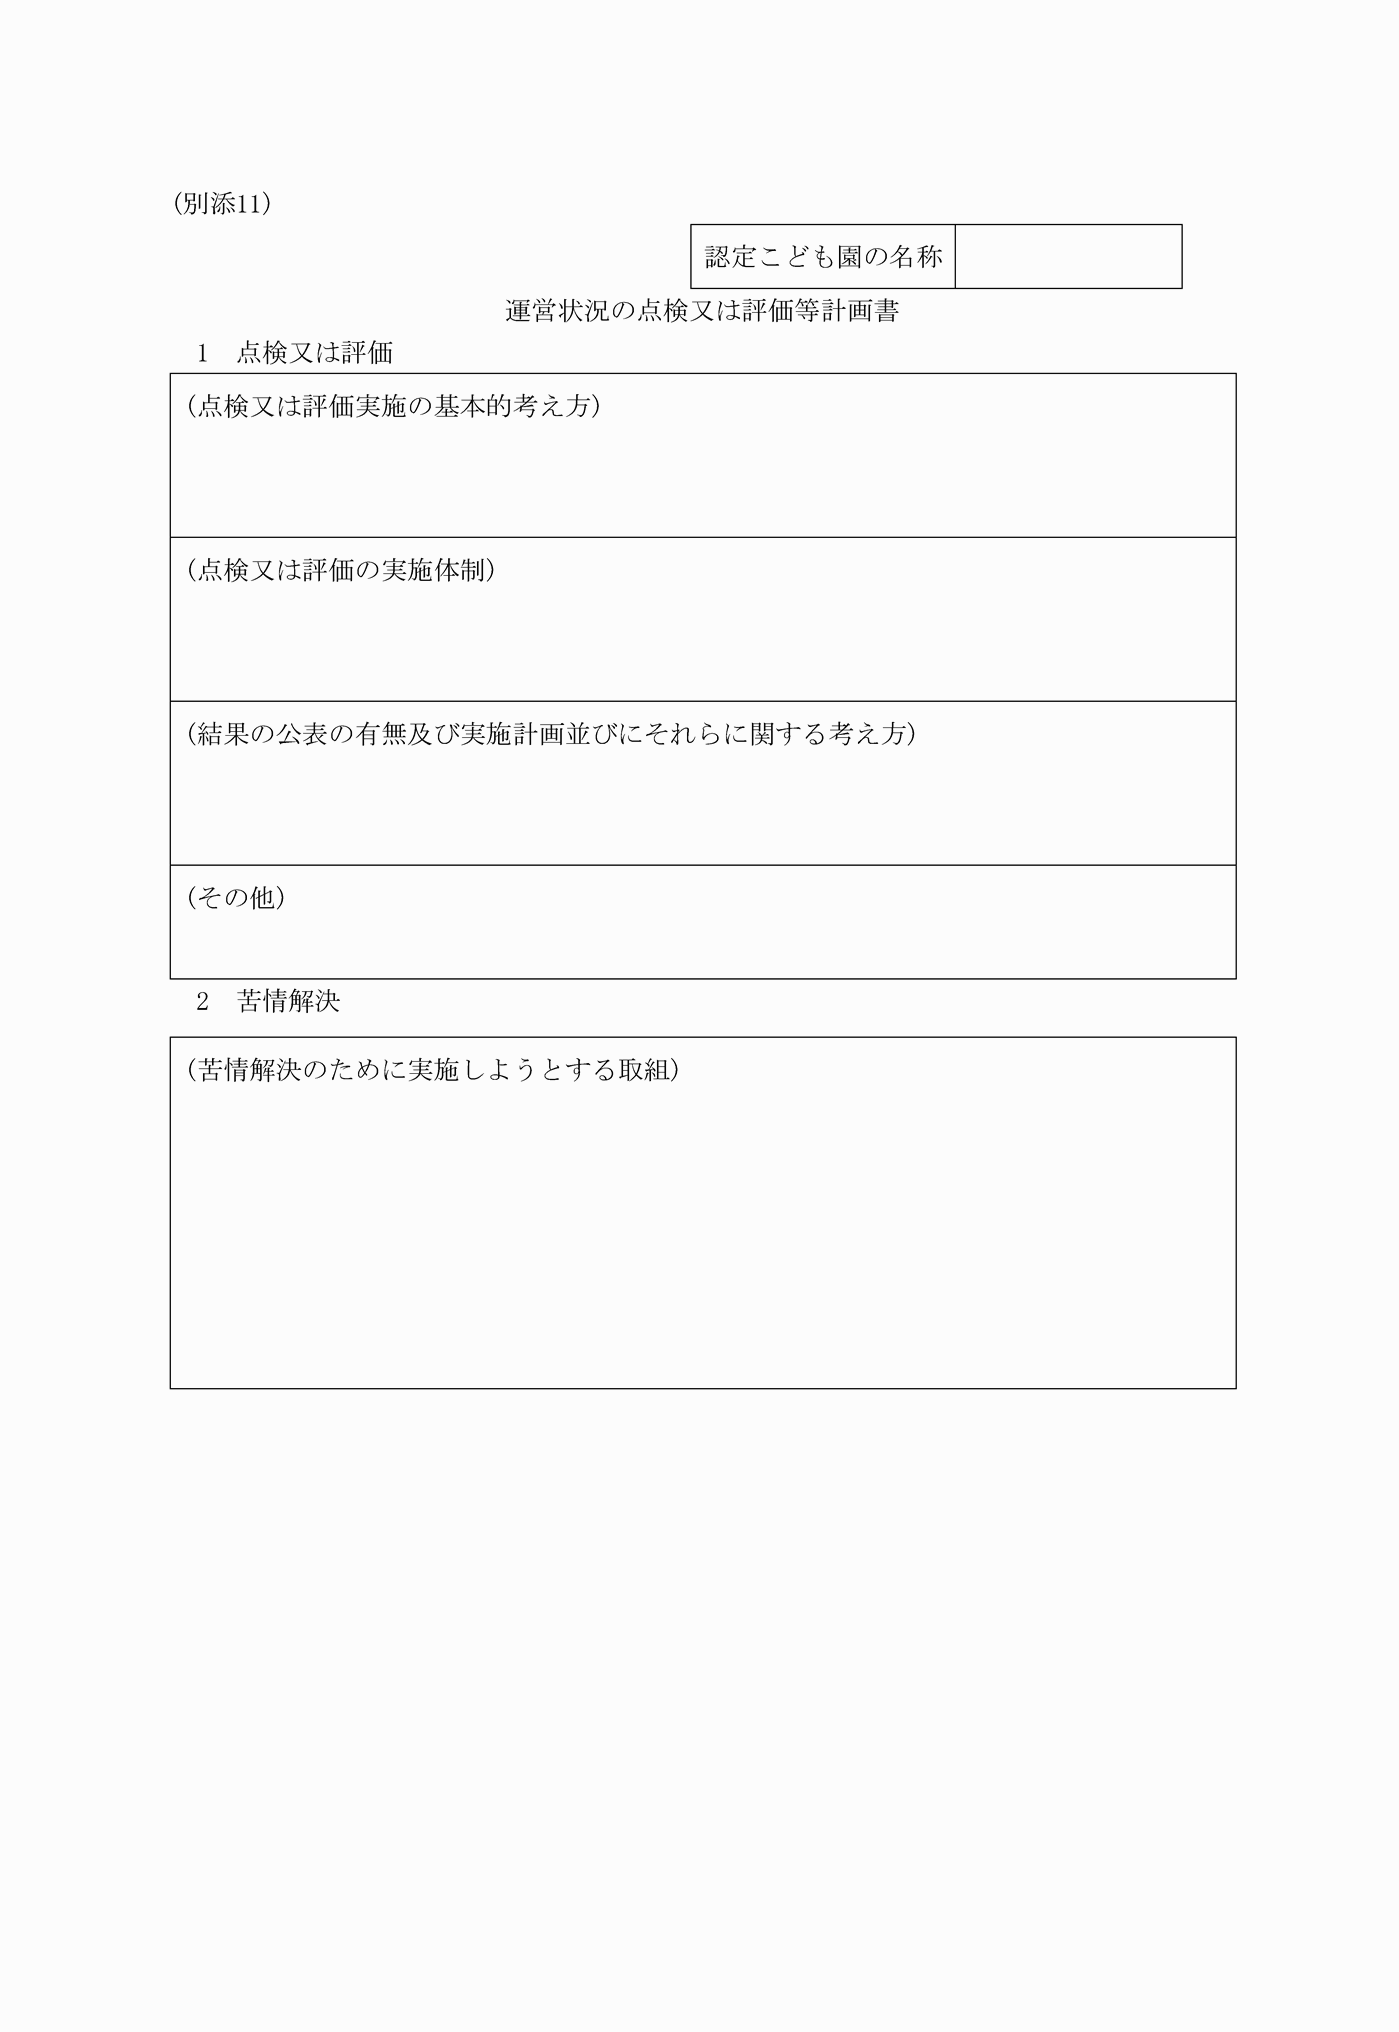 (別添11)
認定こども園の名称
運営状況の点検又は評価等計画書
1　点検又は評価
(点検又は評価実施の基本的考え方)
(点検又は評価の実施体制)
(結果の公表の有無及び実施計画並びにそれらに関する考え方)
(その他)
2　苦情解決
(苦情解決のために実施しようとする取組)